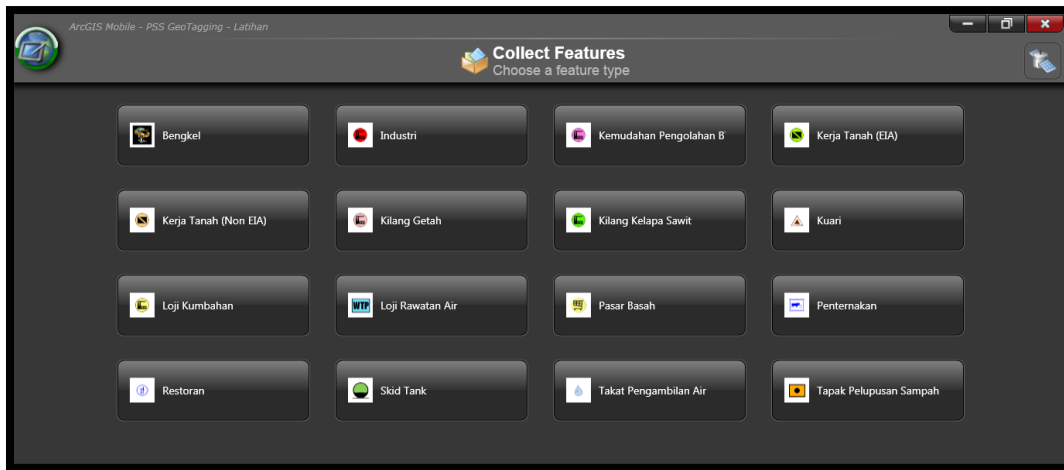 ArcGIS Mobile - PSS GeoTagging - Latihan
Collect Features
Choose a feature type
Bengkel
Industri
Kemudahan Pengolahan B
Kerja Tanah (EIA)
Kerja Tanah (Non EIA)
Kilang Getah
Kilang Kelapa Sawit
Kuari
Loji Kumbahan
WTP
Loji Rawatan Air
Pasar Basah
Penternakan
Restoran
Skid Tank
Takat Pengambilan Air
Tapak Pelupusan Sampah